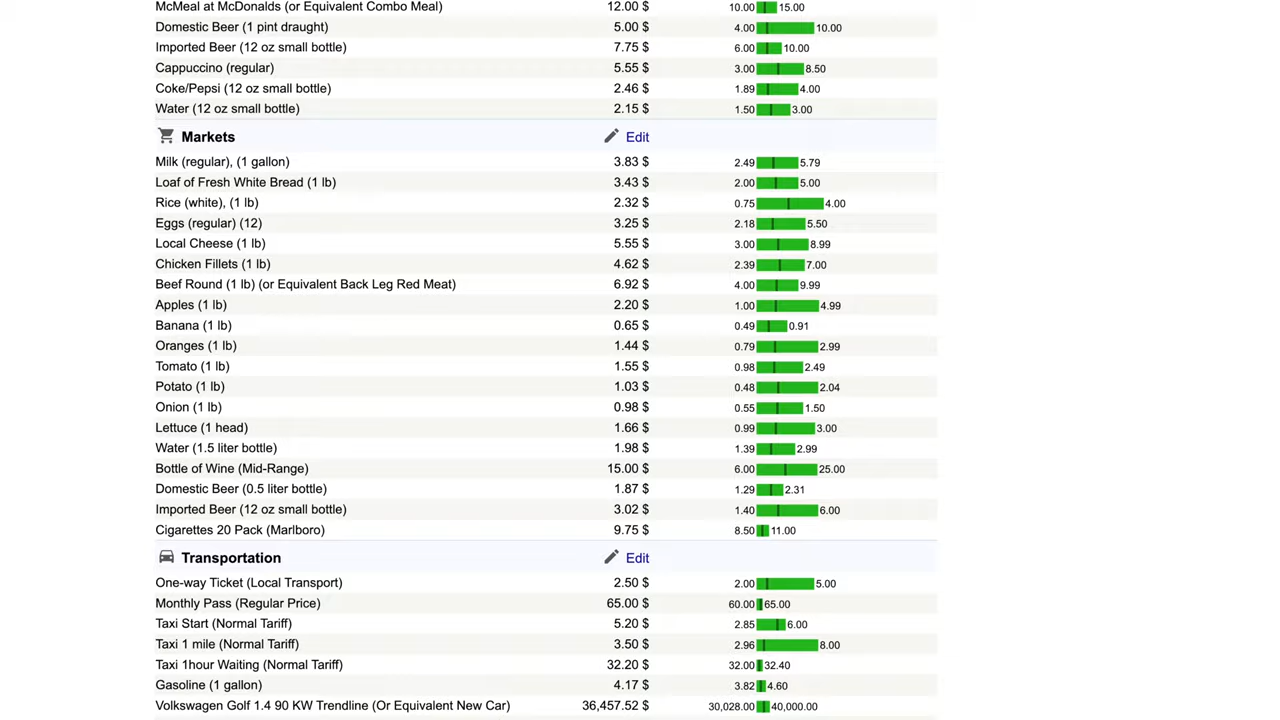 McMeal at McDonalds (or Equivalent Combo Meal) 12.00 $ 10.00 15.00
Domestic Beer (1 pint draught) 5.00 $ 4.00 10.00
Imported Beer (12 oz small bottle) 7.75 $ 6.00 10.00
Cappuccino (regular) 5.55 $ 3.00 8.50
Coke/Pepsi (12 oz small bottle) 2.46 $ 1.89 4.00
Water (12 oz small bottle) 2.15 $ 1.50 3.00
Markets Edit
Milk (regular), (1 gallon) 3.83 $ 2.49 5.79
Loaf of Fresh White Bread (1 lb) 3.43 $ 2.00 5.00
Rice (white), (1 lb) 2.32 $ 0.75 4.00
Eggs (regular) (12) 3.25 $ 2.18 5.50
Local Cheese (1 lb) 5.55 $ 3.00 8.99
Chicken Fillets (1 lb) 4.62 $ 2.39 7.00
Beef Round (1 lb) (or Equivalent Back Leg Red Meat) 6.92 $ 4.00 9.99
Apples (1 lb) 2.20 $ 1.00 4.99
Banana (1 lb) 0.65 $ 0.49 0.91
Oranges (1 lb) 1.44 $ 0.79 2.99
Tomato (1 lb) 1.55 $ 0.98 2.49
Potato (1 lb) 1.03 $ 0.48 2.04
Onion (1 lb) 0.98 $ 0.55 1.50
Lettuce (1 head) 1.66 $ 0.99 3.00
Water (1.5 liter bottle) 1.98 $ 1.39 2.99
Bottle of Wine (Mid-Range) 15.00 $ 6.00 25.00
Domestic Beer (0.5 liter bottle) 1.87 $ 1.29 2.31
Imported Beer (12 oz small bottle) 3.02 $ 1.40 6.00
Cigarettes 20 Pack (Marlboro) 9.75 $ 8.50 11.00
Transportation Edit
One-way Ticket (Local Transport) 2.50 $ 2.00 5.00
Monthly Pass (Regular Price) 65.00 $ 60.00 65.00
Taxi Start (Normal Tariff) 5.20 $ 2.85 6.00
Taxi 1 mile (Normal Tariff) 3.50 $ 2.96 8.00
Taxi 1hour Waiting (Normal Tariff) 32.20 $ 32.00 32.40
Gasoline (1 gallon) 4.17 $ 3.82 4.60
Volkswagen Golf 1.4 90 KW Trendline (Or Equivalent New Car) 36,457.52 $ 30,028.00 40,000.00